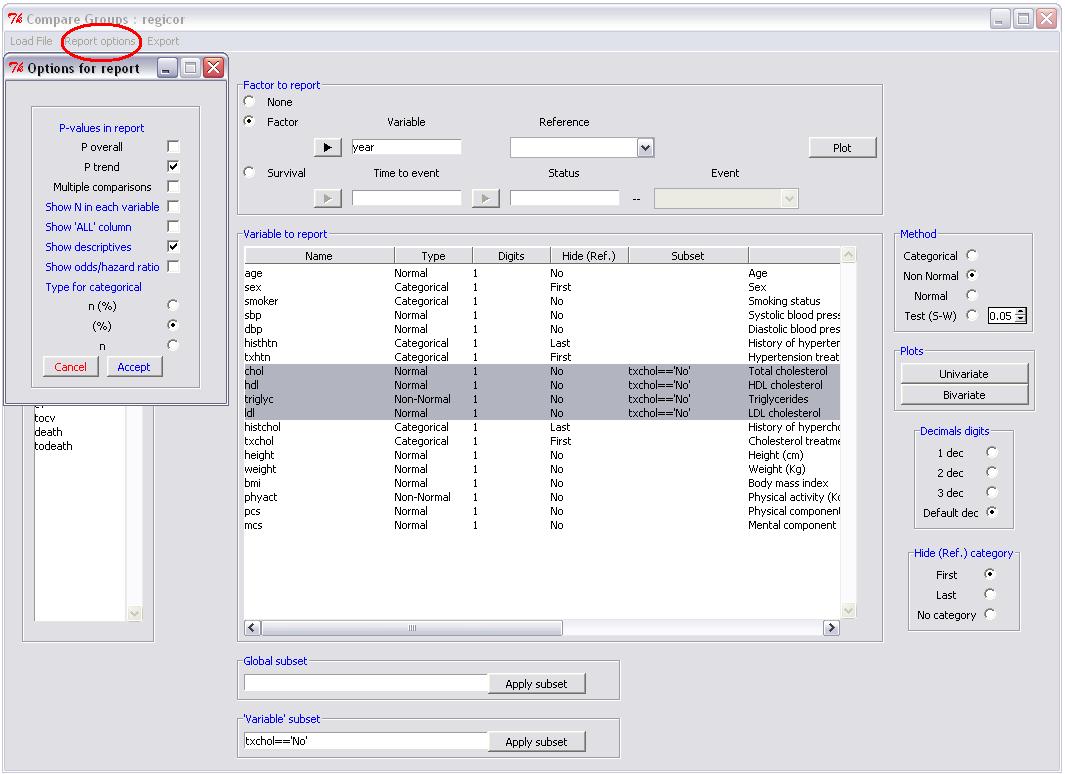 Compare Groups : regicor
Load File Report options Export
Options for report
P-values in report
P overall
P trend
Multiple comparisons
Show N in each variable
Show 'ALL' column
Show descriptives
Show odds/hazard ratio
Type for categorical
n (%)
(%)
n
Cancel Accept
tocv
death
todeath
Factor to report
None
Factor Variable Reference
year Plot
Survival Time to event Status Event
--
Variable to report
Name Type Digits Hide (Ref.) Subset
age Normal 1 No Age
sex Categorical 1 First Sex
smoker Categorical 1 No Smoking status
sbp Normal 1 No Systolic blood press
dbp Normal 1 No Diastolic blood pres
histhtn Categorical 1 Last History of hyperter
txhtn Categorical 1 First Hypertension treat
chol Normal 1 No txchol=='No' Total cholesterol
hdl Normal 1 No txchol=='No' HDL cholesterol
triglyc Non-Normal 1 No txchol=='No' Triglycerides
ldl Normal 1 No txchol=='No' LDL cholesterol
histchol Categorical 1 Last History of hypercho
txchol Categorical 1 First Cholesterol treatme
height Normal 1 No Height (cm)
weight Normal 1 No Weight (Kg)
bmi Normal 1 No Body mass index
phyact Non-Normal 1 No Physical activity (Kc
pcs Normal 1 No Physical component
mcs Normal 1 No Mental component
Method
Categorical
Non Normal
Normal
Test (S-W) 0.05
Plots
Univariate
Bivariate
Decimals digits
1 dec
2 dec
3 dec
Default dec
Hide (Ref.) category
First
Last
No category
Global subset
Apply subset
'Variable' subset
txchol=='No' Apply subset